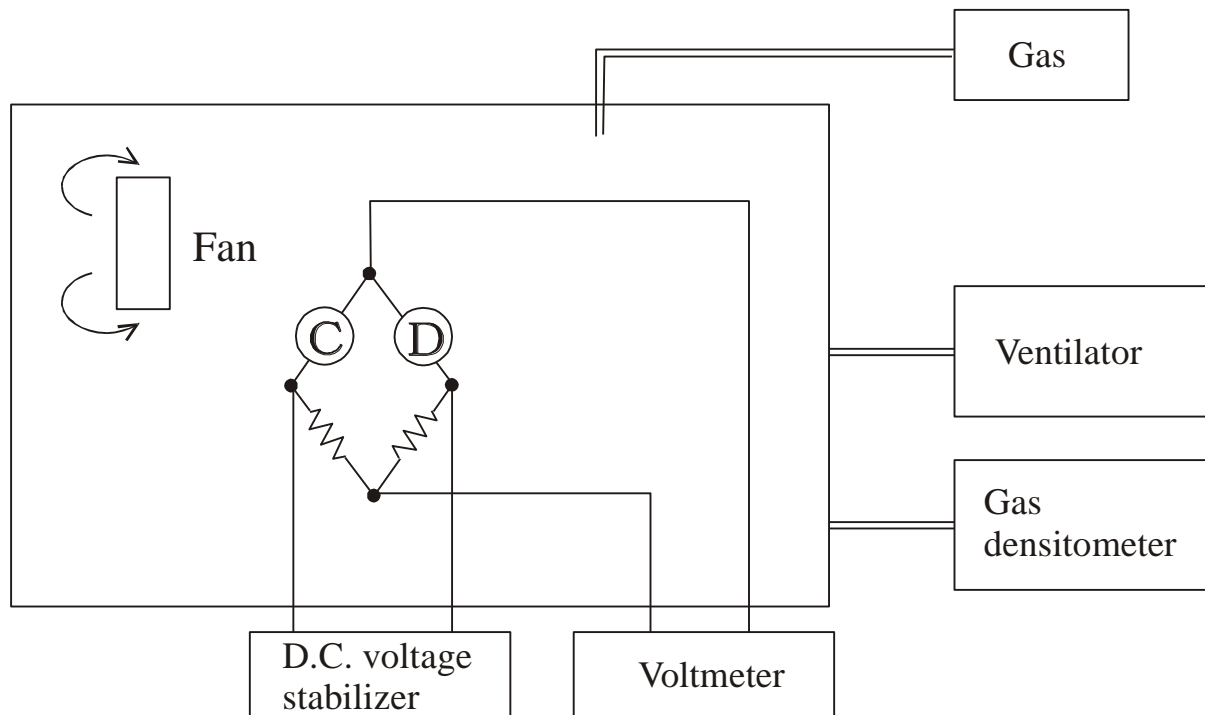 Gas
Fan
C
D
Ventilator
Gas
densitometer
D.C. voltage
stabilizer
Voltmeter